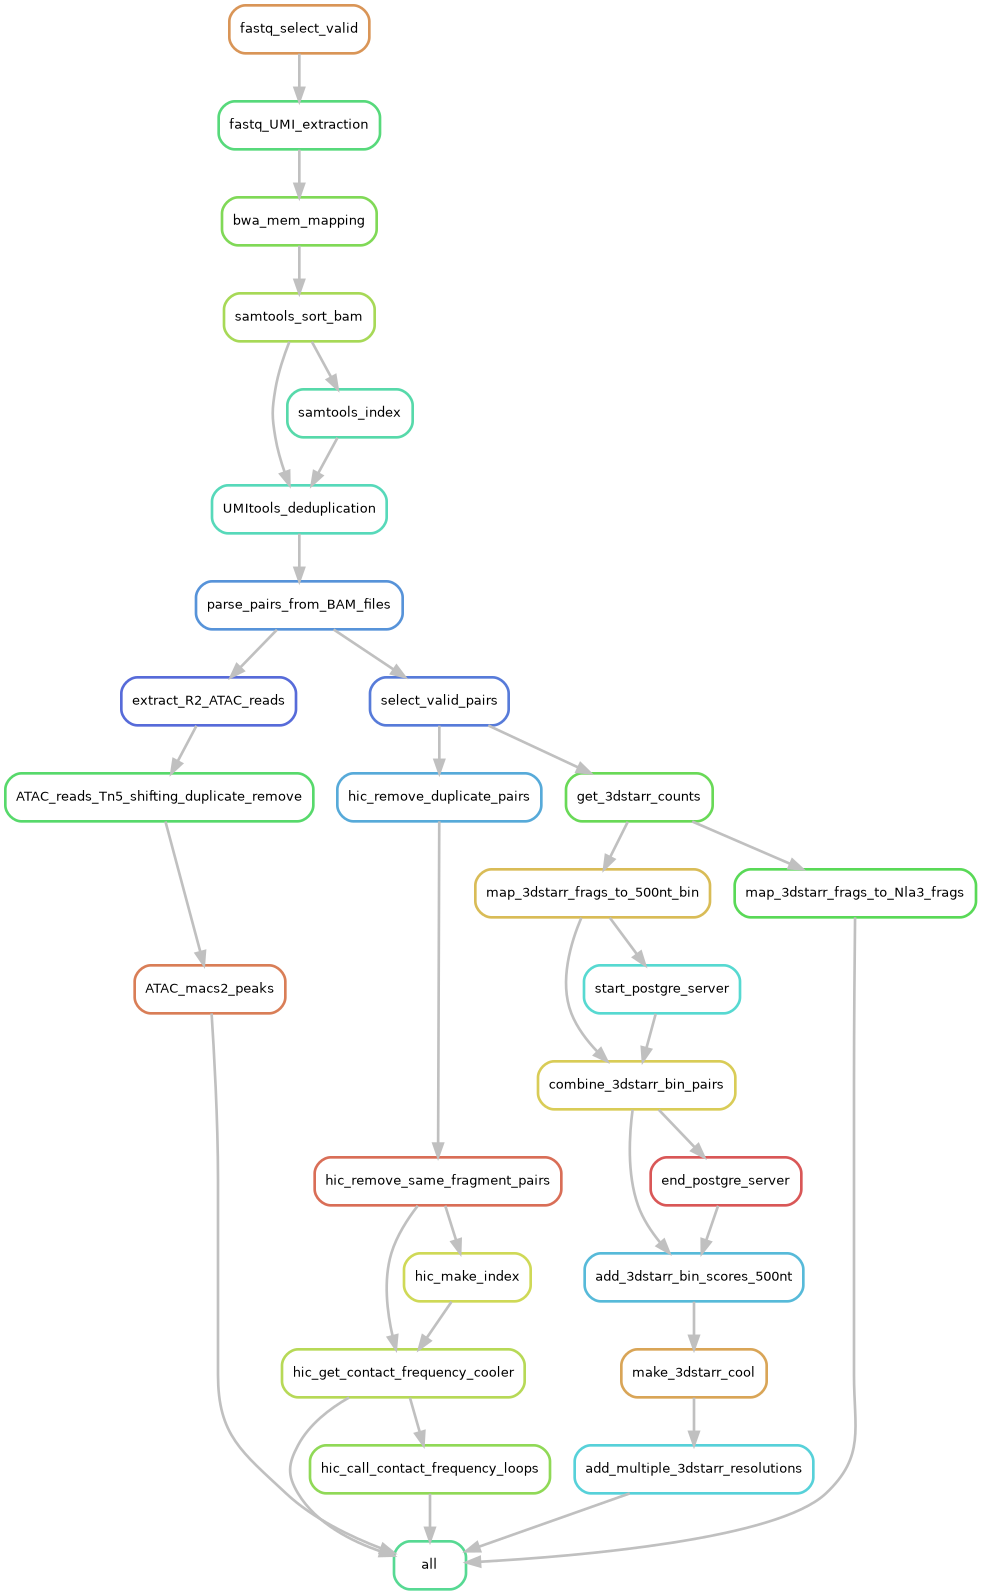 fastq_select_valid
fastq_UMI_extraction
bwa_mem_mapping
samtools_sort_bam
samtools_index
UMItools_deduplication
parse_pairs_from_BAM_files
extract_R2_ATAC_reads
select_valid_pairs
ATAC_reads_Tn5_shifting_duplicate_remove
hic_remove_duplicate_pairs
get_3dstarr_counts
map_3dstarr_frags_to_500nt_bin
map_3dstarr_frags_to_Nla3_frags
ATAC_macs2_peaks
start_postgre_server
combine_3dstarr_bin_pairs
hic_remove_same_fragment_pairs
end_postgre_server
hic_make_index
add_3dstarr_bin_scores_500nt
hic_get_contact_frequency_cooler
make_3dstarr_cool
hic_call_contact_frequency_loops
add_multiple_3dstarr_resolutions
all